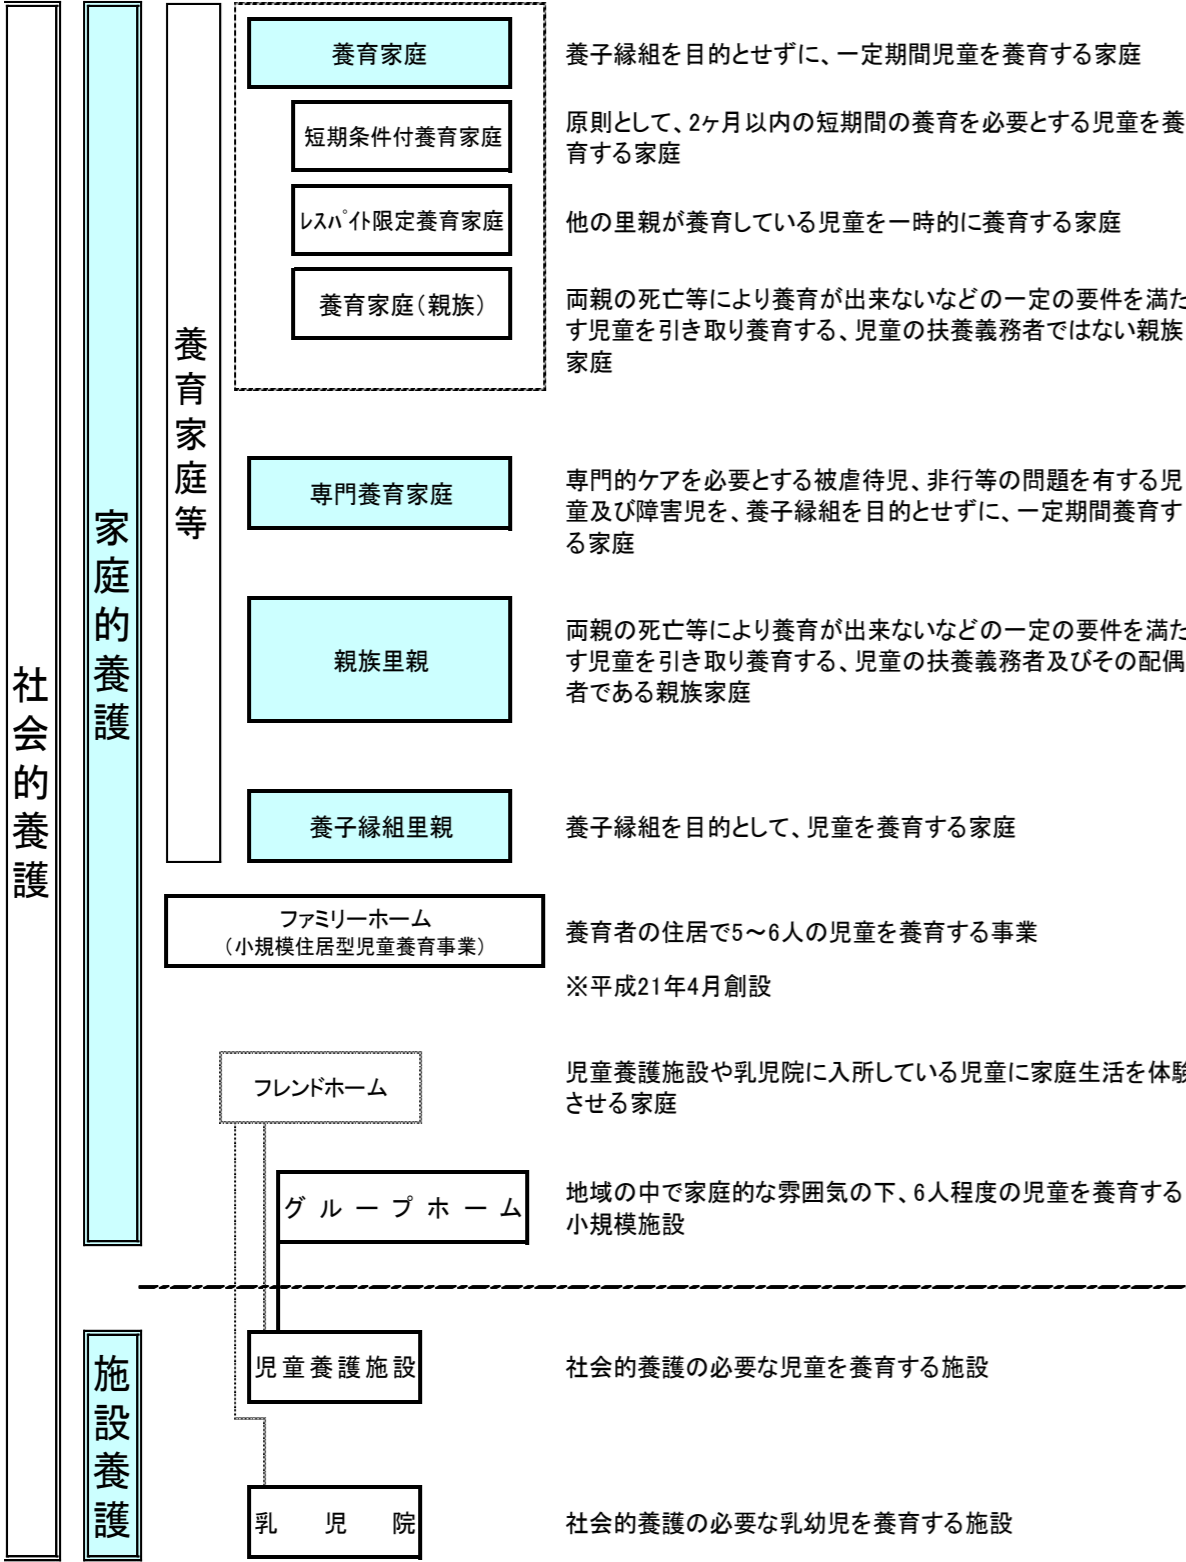 社会的養護
家庭的養護
養育家庭等
養育家庭
養子縁組を目的とせずに、一定期間児童を養育する家庭
短期条件付養育家庭
原則として、2ヶ月以内の短期間の養育を必要とする児童を養
育する家庭
ﾚｽﾊﾟｲﾄ限定養育家庭
他の里親が養育している児童を一時的に養育する家庭
養育家庭（親族）
両親の死亡等により養育が出来ないなどの一定の要件を満た
す児童を引き取り養育する、児童の扶養義務者ではない親族
家庭
専門養育家庭
専門的ケアを必要とする被虐待児、非行等の問題を有する児
童及び障害児を、養子縁組を目的とせずに、一定期間養育す
る家庭
親族里親
両親の死亡等により養育が出来ないなどの一定の要件を満た
す児童を引き取り養育する、児童の扶養義務者及びその配偶
者である親族家庭
養子縁組里親
養子縁組を目的として、児童を養育する家庭
ファミリーホーム
（小規模住居型児童養育事業）
養育者の住居で5～6人の児童を養育する事業
※平成21年4月創設
フレンドホーム
児童養護施設や乳児院に入所している児童に家庭生活を体験
させる家庭
グループホーム
地域の中で家庭的な雰囲気の下、6人程度の児童を養育する
小規模施設
施設養護
児童養護施設
社会的養護の必要な児童を養育する施設
乳児院
社会的養護の必要な乳幼児を養育する施設